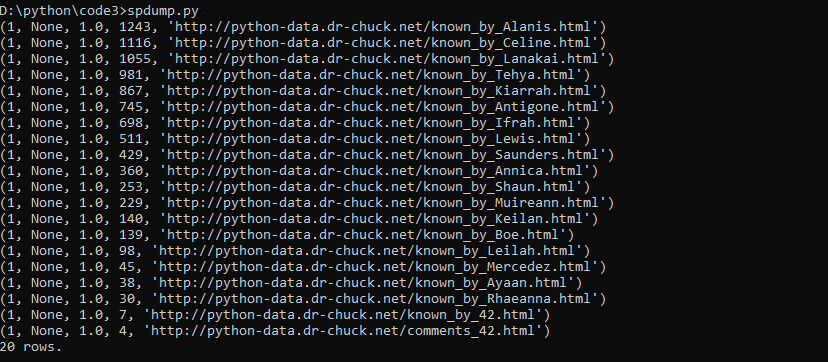 D:\python\code3>spdump.py
(1, None, 1.0, 1243, 'http://python-data.dr-chuck.net/known_by_Alanis.html')
(1, None, 1.0, 1116, 'http://python-data.dr-chuck.net/known_by_Celine.html')
(1, None, 1.0, 1055, 'http://python-data.dr-chuck.net/known_by_Lanakai.html')
(1, None, 1.0, 981, 'http://python-data.dr-chuck.net/known_by_Tehya.html')
(1, None, 1.0, 867, 'http://python-data.dr-chuck.net/known_by_Kiarrah.html')
(1, None, 1.0, 745, 'http://python-data.dr-chuck.net/known_by_Antigone.html')
(1, None, 1.0, 698, 'http://python-data.dr-chuck.net/known_by_Ifrah.html')
(1, None, 1.0, 511, 'http://python-data.dr-chuck.net/known_by_Lewis.html')
(1, None, 1.0, 429, 'http://python-data.dr-chuck.net/known_by_Saunders.html')
(1, None, 1.0, 360, 'http://python-data.dr-chuck.net/known_by_Annica.html')
(1, None, 1.0, 253, 'http://python-data.dr-chuck.net/known_by_Shaun.html')
(1, None, 1.0, 229, 'http://python-data.dr-chuck.net/known_by_Muireann.html')
(1, None, 1.0, 140, 'http://python-data.dr-chuck.net/known_by_Keilan.html')
(1, None, 1.0, 139, 'http://python-data.dr-chuck.net/known_by_Boe.html')
(1, None, 1.0, 98, 'http://python-data.dr-chuck.net/known_by_Leilah.html')
(1, None, 1.0, 45, 'http://python-data.dr-chuck.net/known_by_Mercedez.html')
(1, None, 1.0, 38, 'http://python-data.dr-chuck.net/known_by_Ayaan.html')
(1, None, 1.0, 30, 'http://python-data.dr-chuck.net/known_by_Rhaeanna.html')
(1, None, 1.0, 7, 'http://python-data.dr-chuck.net/known_by_42.html')
(1, None, 1.0, 4, 'http://python-data.dr-chuck.net/comments_42.html')
20 rows.